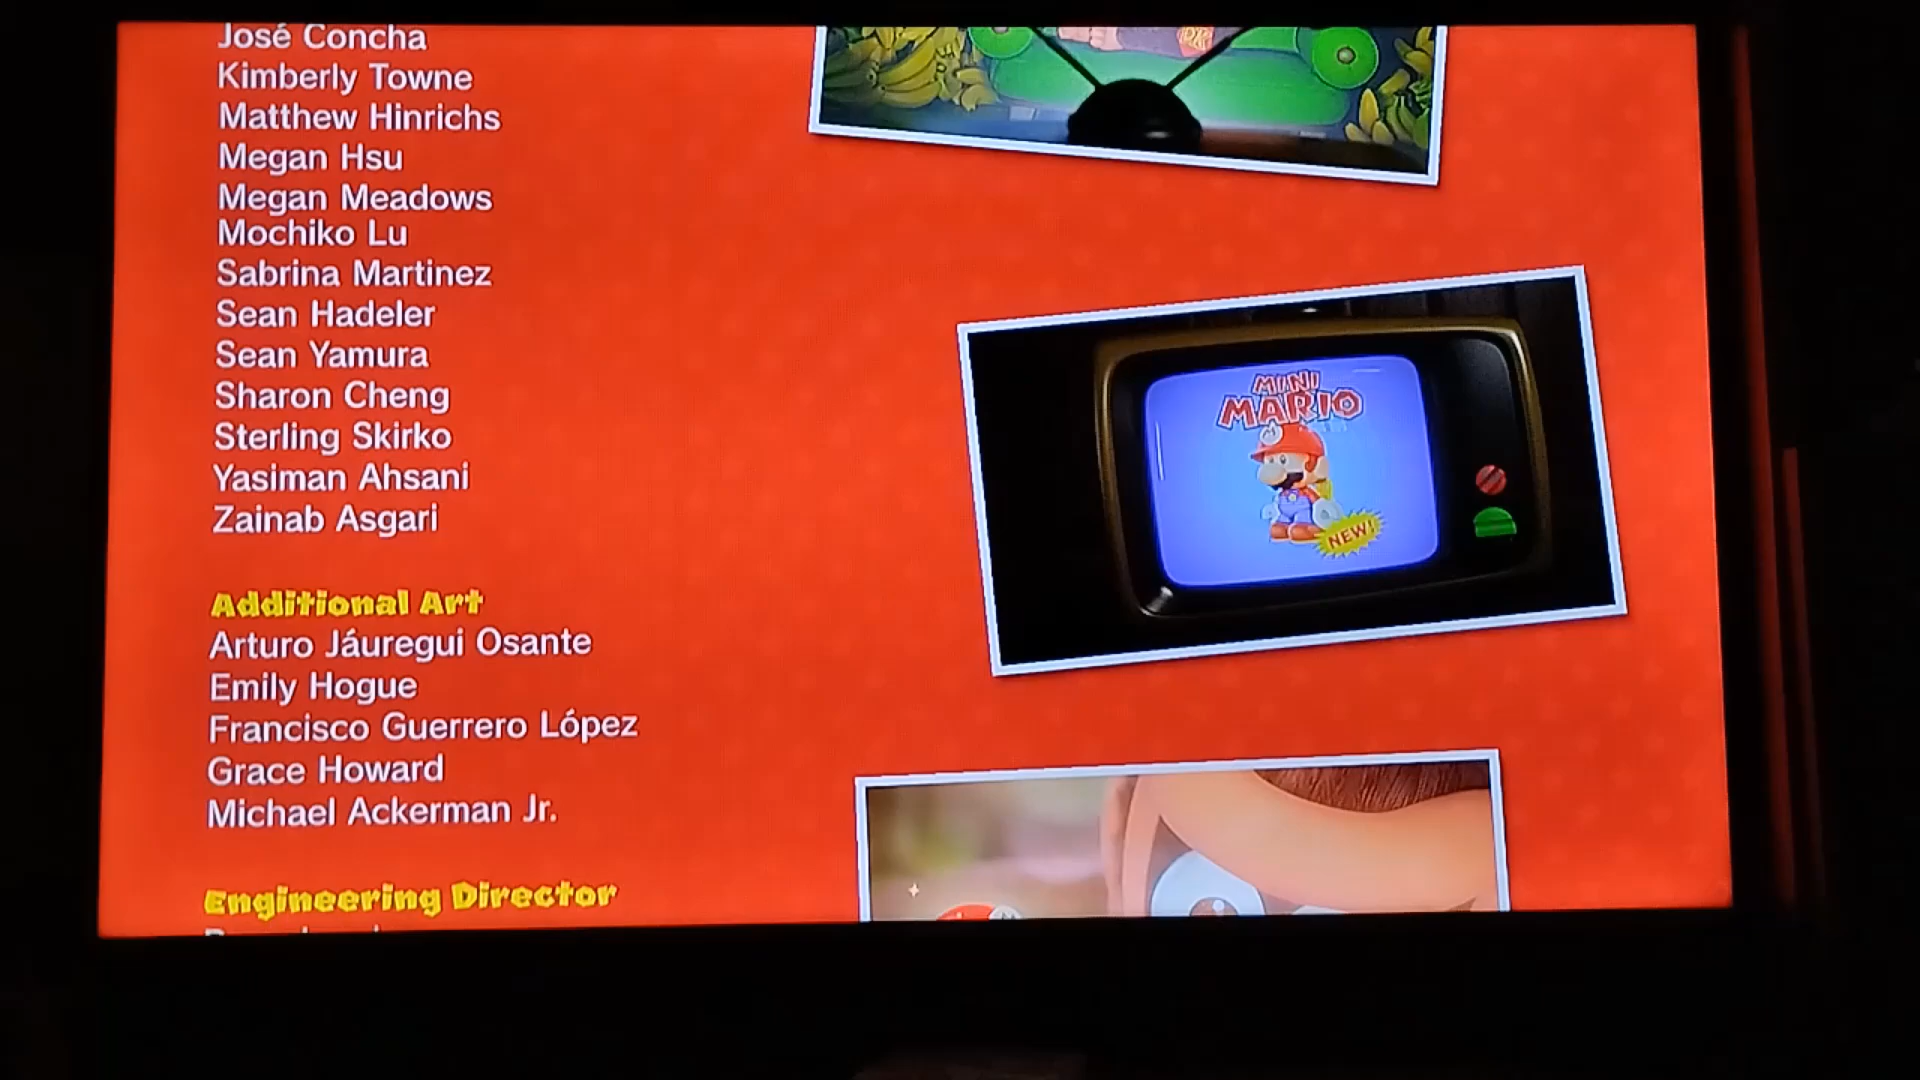 José Concha
Kimberly Towne
Matthew Hinrichs
Megan Hsu
Megan Meadows
Mochiko Lu
Sabrina Martinez
Sean Hadeler
Sean Yamura
Sharon Cheng
Sterling Skirko
Yasiman Ahsani
Zainab Asgari
Additional Art
Arturo Jáuregui Osante
Emily Hogue
Francisco Guerrero López
Grace Howard
Michael Ackerman Jr.
Engineering Director
DK
MINI
MARIO
NEW!